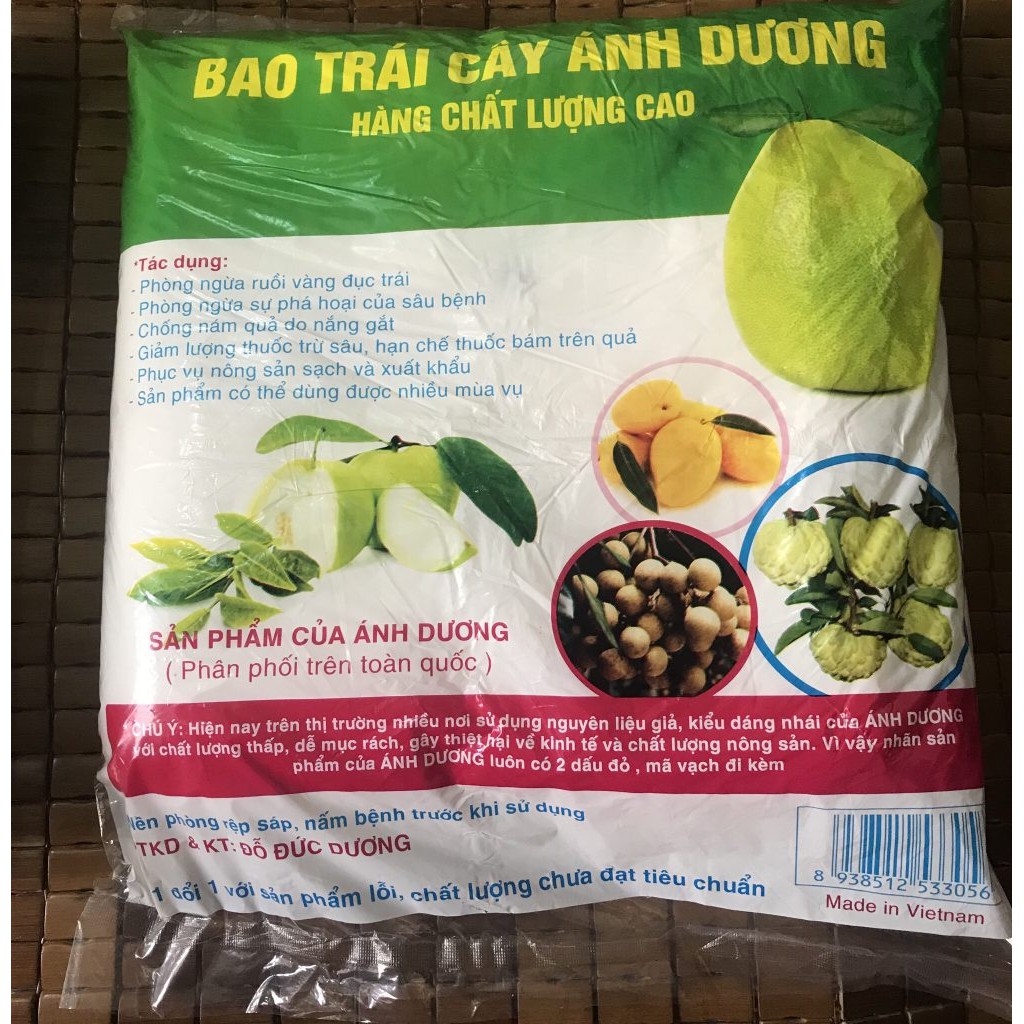 BAO TRÁI CÂY ÁNH DƯƠNG
HÀNG CHẤT LƯỢNG CAO
*Tác dụng:
- Phòng ngừa ruồi vàng đục trái
- Phòng ngừa sự phá hoại của sâu bệnh
- Chống nám quả do nắng gắt
- Giảm lượng thuốc trừ sâu, hạn chế thuốc bám trên quả
- Phục vụ nông sản sạch và xuất khẩu
- Sản phẩm có thể dùng được nhiều mùa vụ
SẢN PHẨM CỦA ÁNH DƯƠNG
( Phân phối trên toàn quốc )
CHÚ Ý: Hiện nay trên thị trường nhiều nơi sử dụng nguyên liệu giả, kiểu dáng nhái của ÁNH DƯƠNG
với chất lượng thấp, dễ mục rách, gây thiệt hại về kinh tế và chất lượng nông sản. Vì vậy nhãn sản
phẩm của ÁNH DƯƠNG luôn có 2 dấu đỏ , mã vạch đi kèm
Nên phòng rệp sáp, nấm bệnh trước khi sử dụng
TKD & KT: ĐỖ ĐỨC DƯƠNG
1 đổi 1 với sản phẩm lỗi, chất lượng chưa đạt tiêu chuẩn
8 938512 533056
Made in Vietnam